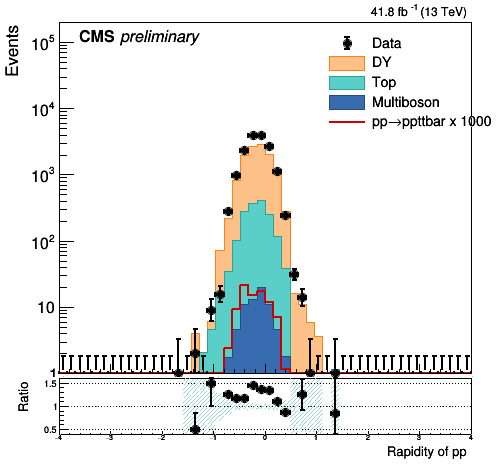 41.8 fb⁻¹ (13 TeV)
CMS preliminary
Events
Data
DY
Top
Multiboson
pp→ppttbar x 1000
10⁵
10⁴
10³
10²
10
1
Ratio
1.5
1
0.5
-4 -3 -2 -1 0 1 2 3 4
Rapidity of pp